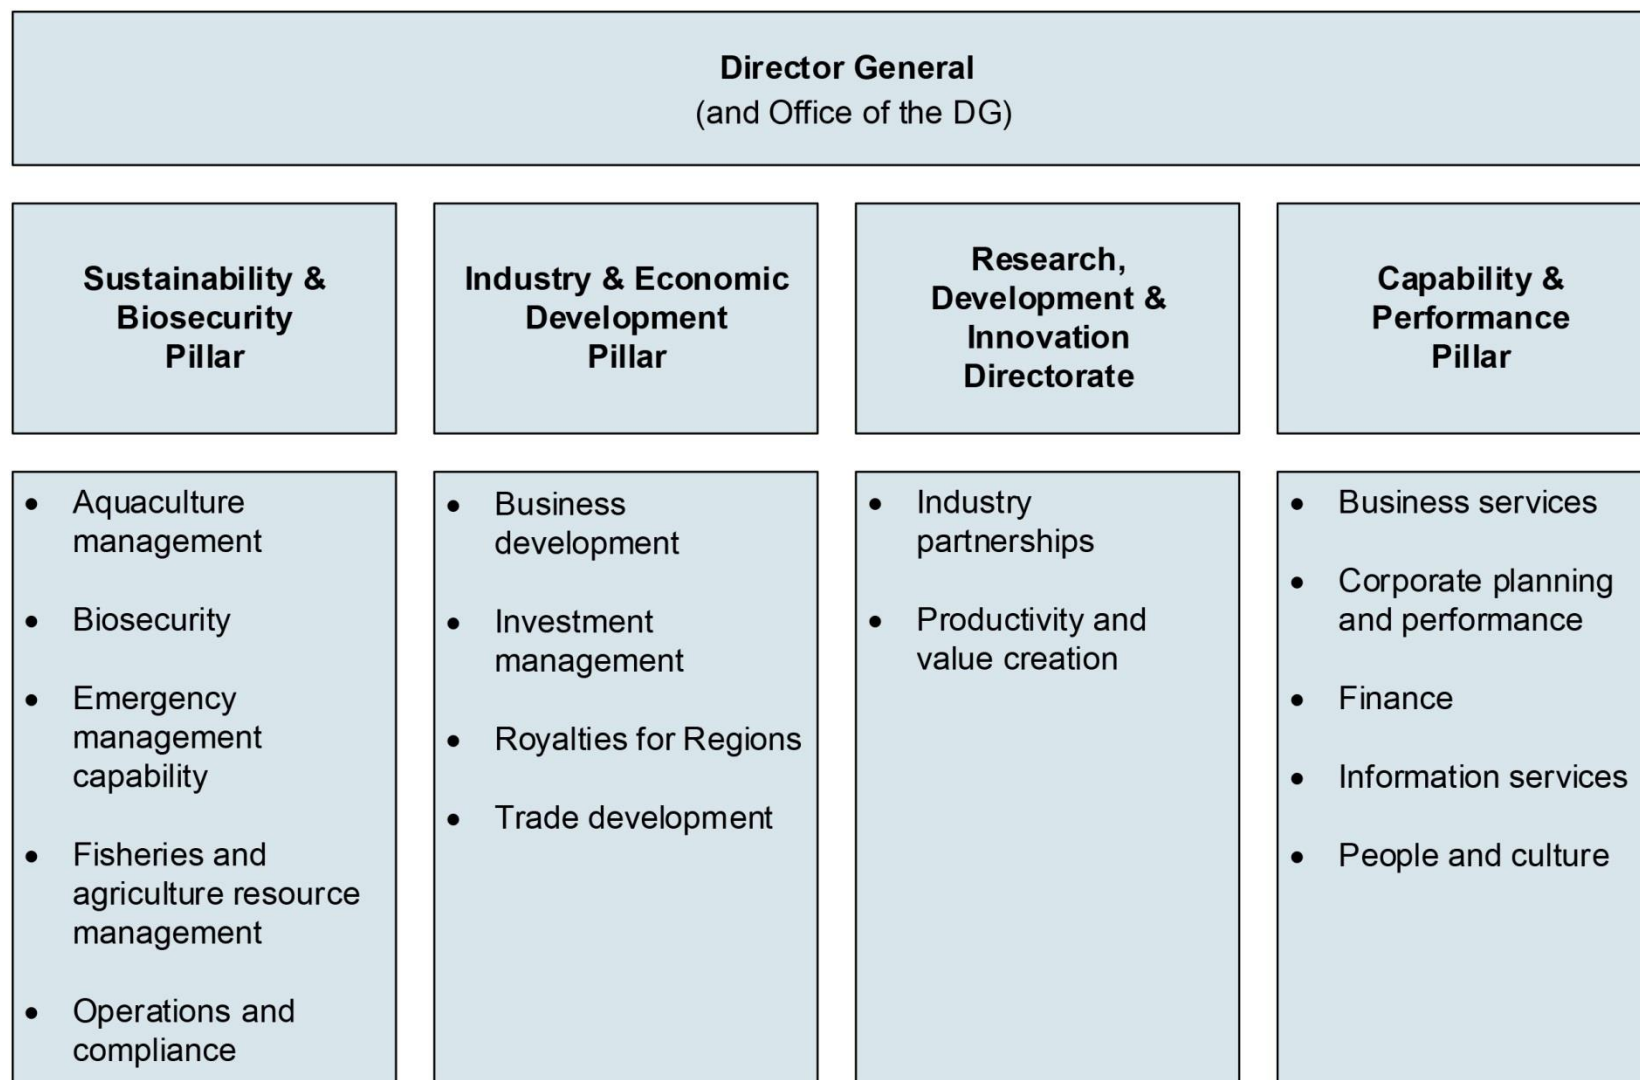 Director General
(and Office of the DG)
Sustainability &
Biosecurity
Pillar
Industry & Economic
Development
Pillar
Research,
Development &
Innovation
Directorate
Capability &
Performance
Pillar
• Aquaculture
management
• Biosecurity
• Emergency
management
capability
• Fisheries and
agriculture resource
management
• Operations and
compliance
• Business
development
• Investment
management
• Royalties for Regions
• Trade development
• Industry
partnerships
• Productivity and
value creation
• Business services
• Corporate planning
and performance
• Finance
• Information services
• People and culture